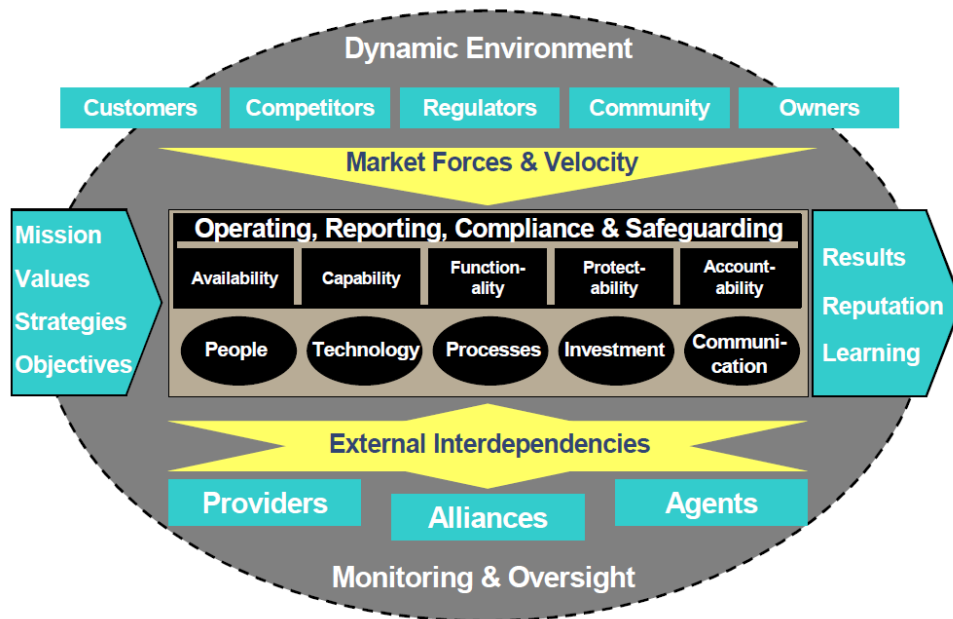 Dynamic Environment
Customers
Competitors
Regulators
Community
Owners
Market Forces & Velocity
Mission
Values
Strategies
Objectives
Operating, Reporting, Compliance & Safeguarding
Availability
Capability
Function-
ality
Protect-
ability
Account-
ability
People
Technology
Processes
Investment
Communi-
cation
Results
Reputation
Learning
External Interdependencies
Providers
Alliances
Agents
Monitoring & Oversight